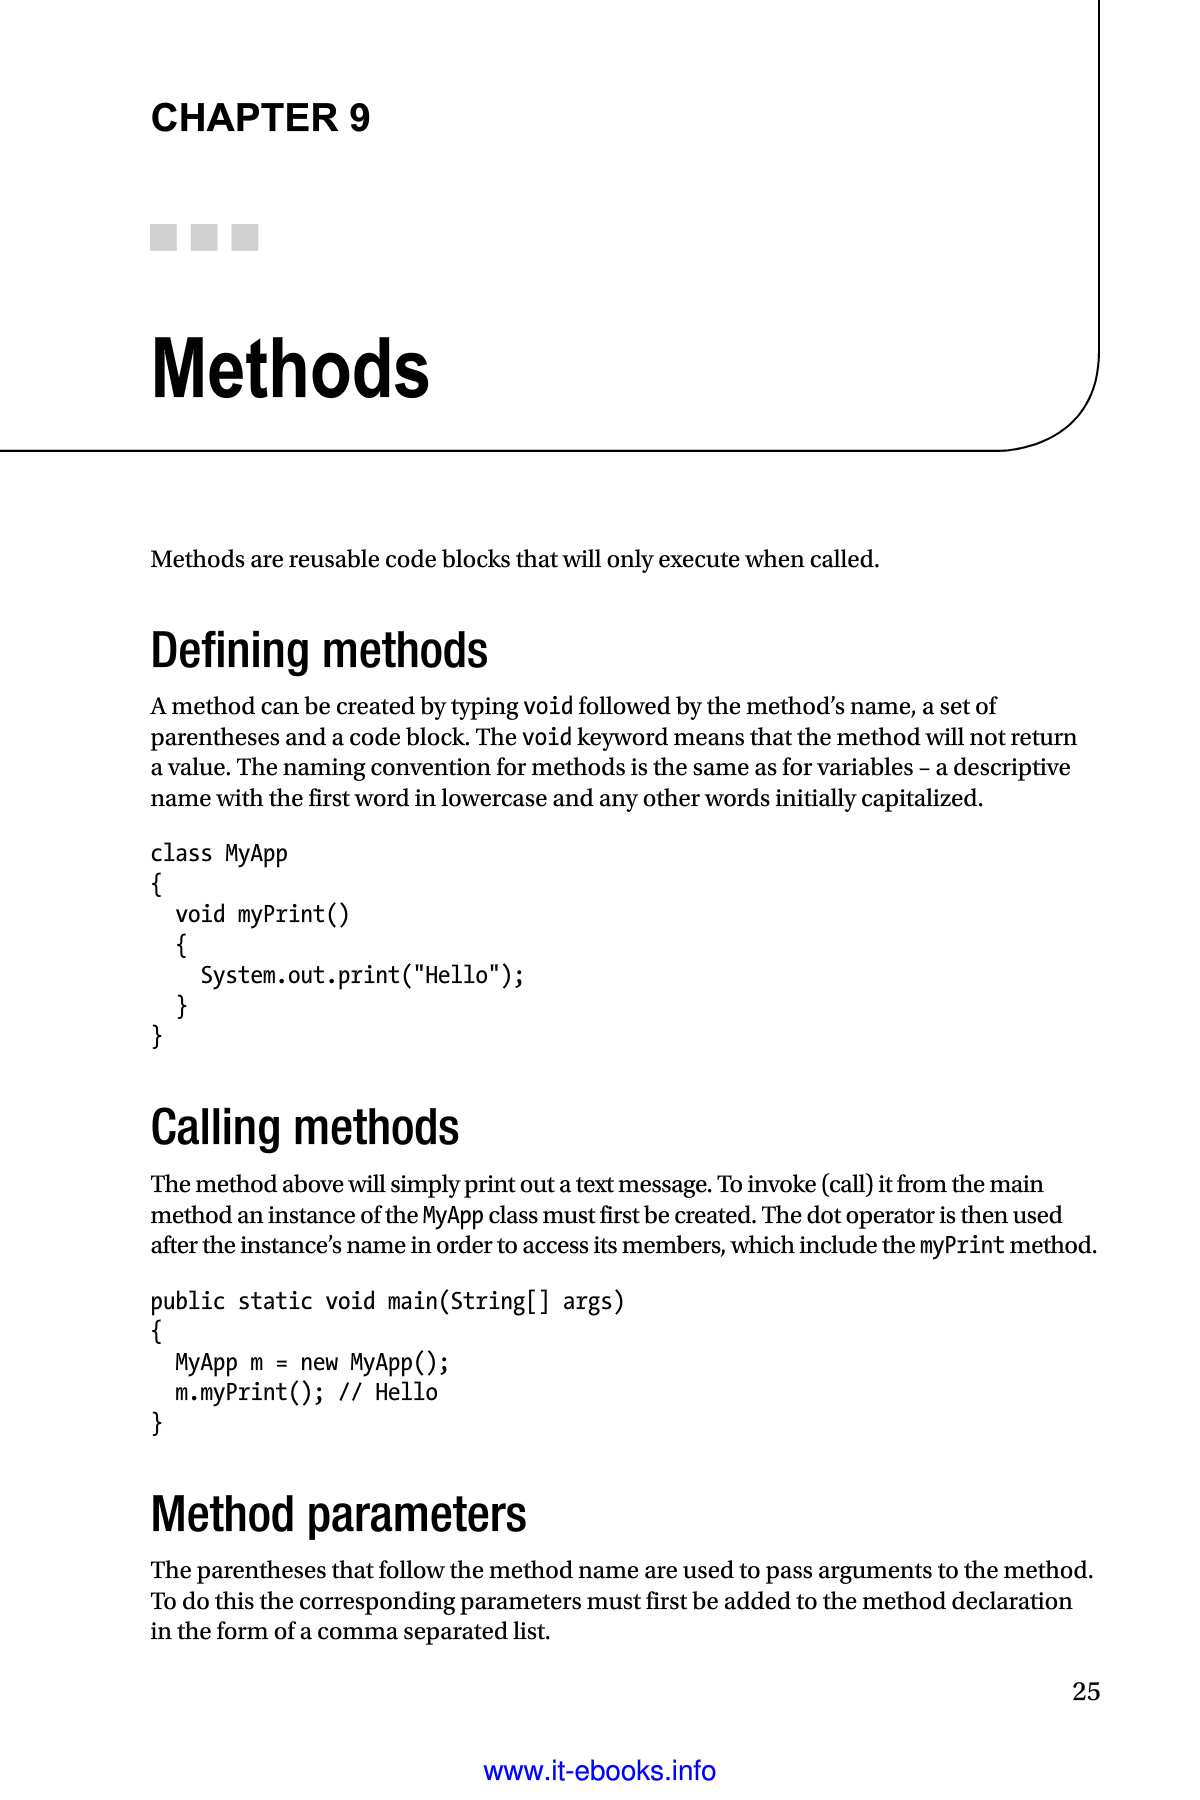 CHAPTER 9
Methods
Methods are reusable code blocks that will only execute when called.
Defining methods
A method can be created by typing void followed by the method’s name, a set of
parentheses and a code block. The void keyword means that the method will not return
a value. The naming convention for methods is the same as for variables – a descriptive
name with the first word in lowercase and any other words initially capitalized.
class MyApp
{
  void myPrint()
  {
    System.out.print("Hello");
  }
}
Calling methods
The method above will simply print out a text message. To invoke (call) it from the main
method an instance of the MyApp class must first be created. The dot operator is then used
after the instance’s name in order to access its members, which include the myPrint method.
public static void main(String[] args)
{
  MyApp m = new MyApp();
  m.myPrint(); // Hello
}
Method parameters
The parentheses that follow the method name are used to pass arguments to the method.
To do this the corresponding parameters must first be added to the method declaration
in the form of a comma separated list.
25
www.it-ebooks.info